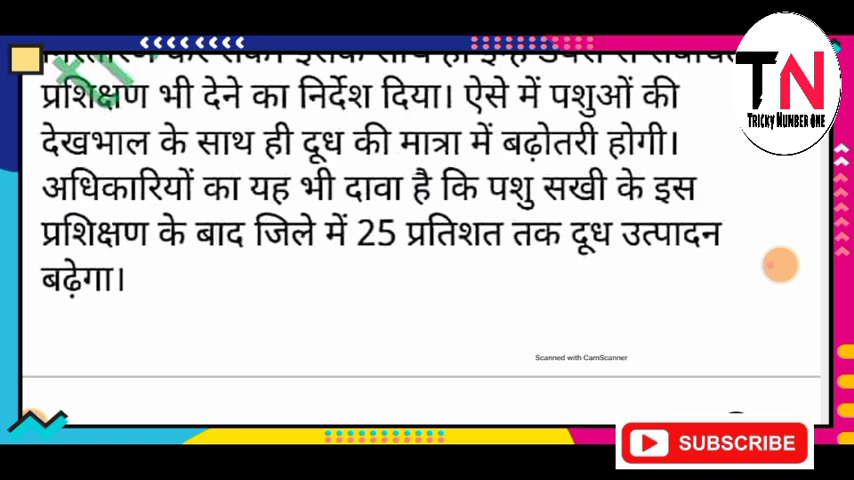 प्रशिक्षण भी देने का निर्देश दिया। ऐसे में पशुओं की
देखभाल के साथ ही दूध की मात्रा में बढ़ोतरी होगी।
अधिकारियों का यह भी दावा है कि पशु सखी के इस
प्रशिक्षण के बाद जिले में 25 प्रतिशत तक दूध उत्पादन
बढ़ेगा।
Scanned with CamScanner
TN
TRICKY NUMBER ONE
SUBSCRIBE